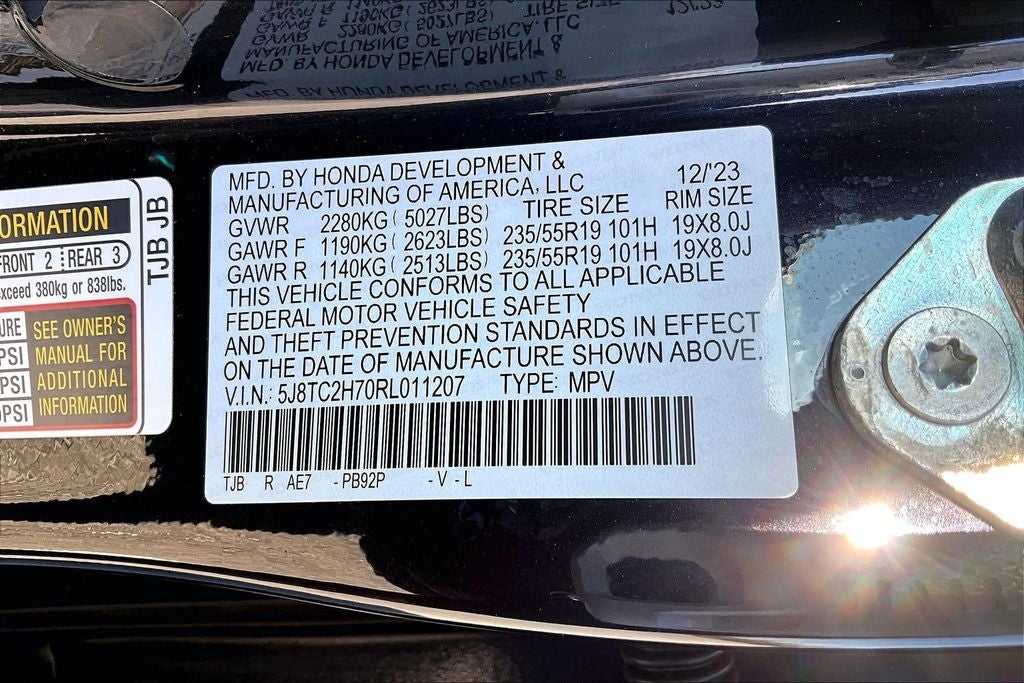 MFD. BY HONDA DEVELOPMENT &
MANUFACTURING OF AMERICA, LLC 12/'23
GVWR 2280KG ( 5027LBS) TIRE SIZE RIM SIZE
GAWR F 1190KG ( 2623LBS) 235/55R19 101H 19X8.0J
GAWR R 1140KG ( 2513LBS) 235/55R19 101H 19X8.0J
THIS VEHICLE CONFORMS TO ALL APPLICABLE
FEDERAL MOTOR VEHICLE SAFETY
AND THEFT PREVENTION STANDARDS IN EFFECT
ON THE DATE OF MANUFACTURE SHOWN ABOVE.
V.I.N.: 5J8TC2H70RL011207 TYPE: MPV
TJB R AE7 -PB92P -V-L
ORMATION
FRONT 2 REAR 3
xceed 380kg or 838lbs.
URE SEE OWNER'S
PSI MANUAL FOR
PSI ADDITIONAL
PSI INFORMATION
TJB JB